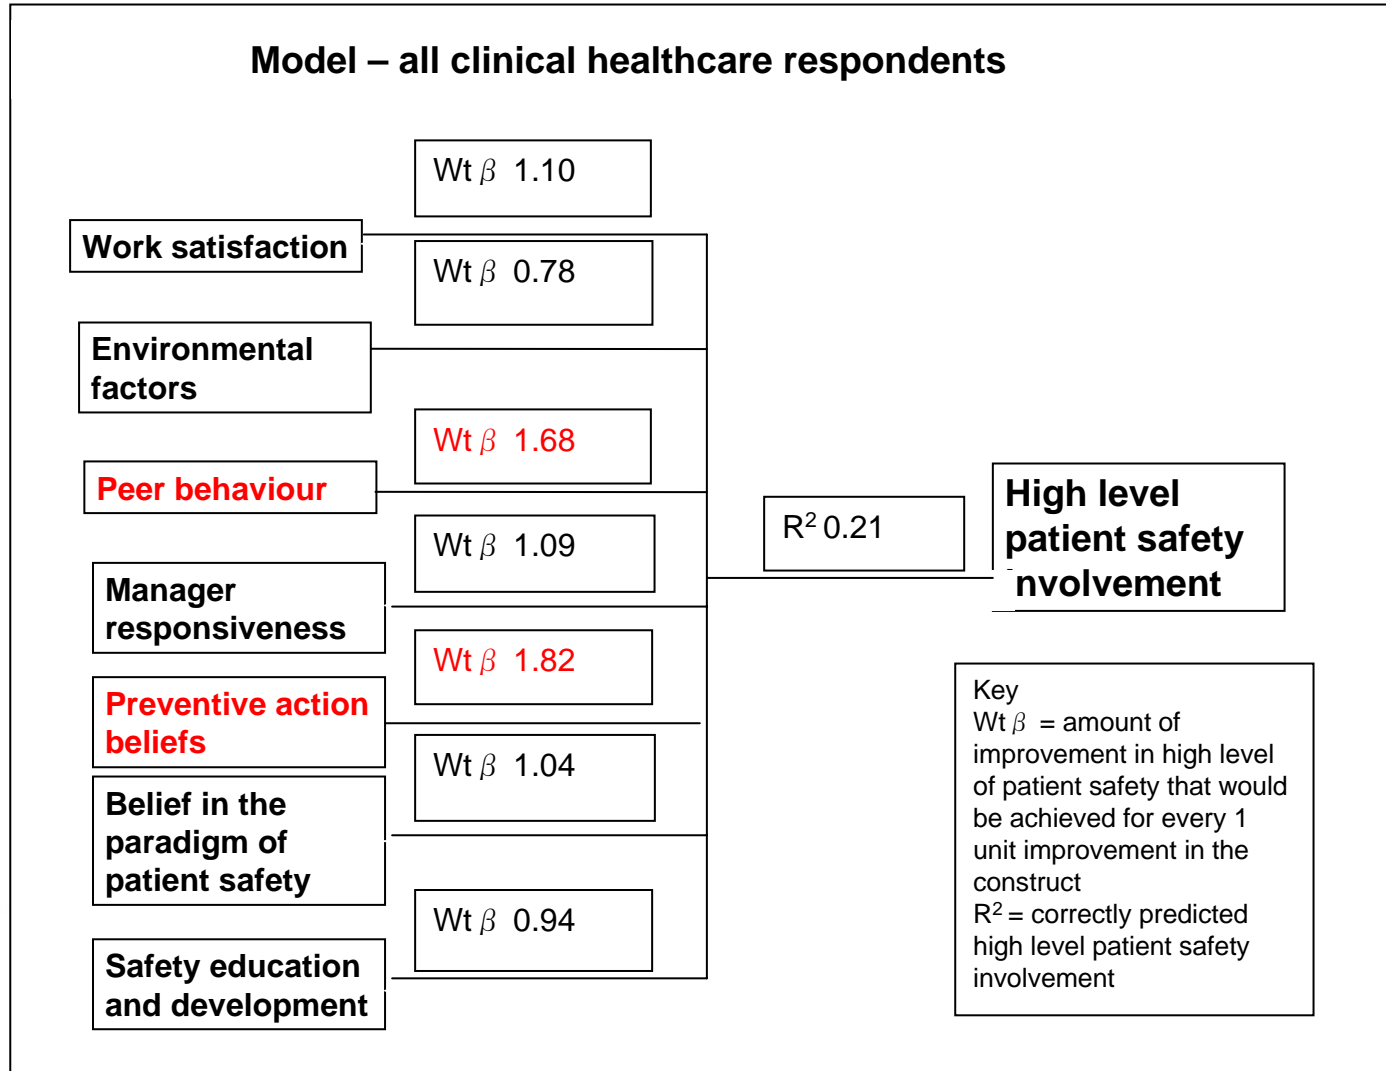 Model – all clinical healthcare respondents
Wt β 1.10
Work satisfaction
Wt β 0.78
Environmental
factors
Wt β 1.68
Peer behaviour
Wt β 1.09
Manager
responsiveness
Wt β 1.82
Preventive action
beliefs
Wt β 1.04
Belief in the
paradigm of
patient safety
Wt β 0.94
Safety education
and development
R² 0.21
High level
patient safety
involvement
Key
Wt β = amount of
improvement in high level
of patient safety that would
be achieved for every 1
unit improvement in the
construct
R² = correctly predicted
high level patient safety
involvement